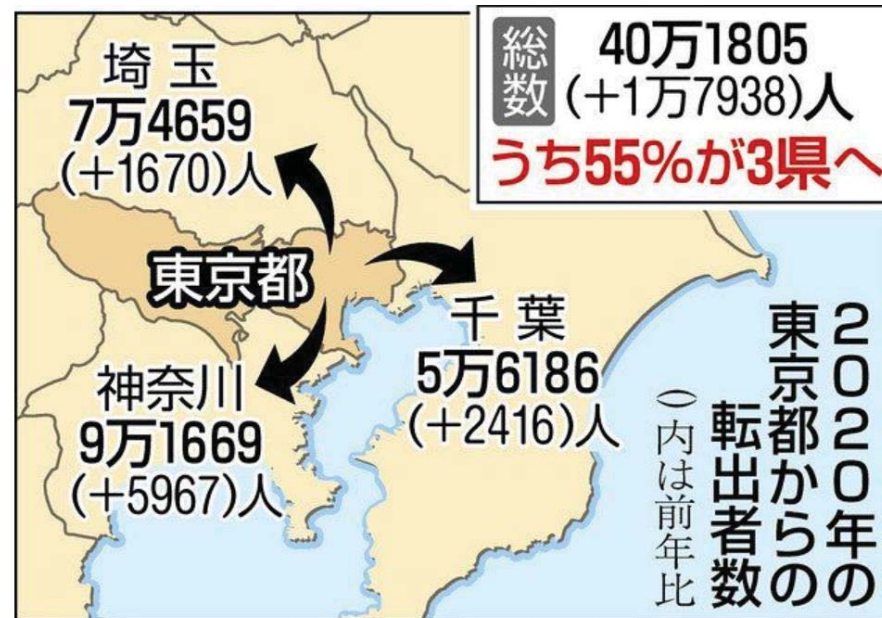 2020年の
東京都からの
転出者数
()内は前年比
総数
40万1805
(+1万7938)人
うち55%が3県へ
埼玉
7万4659
(+1670)人
東京都
千葉
5万6186
(+2416)人
神奈川
9万1669
(+5967)人